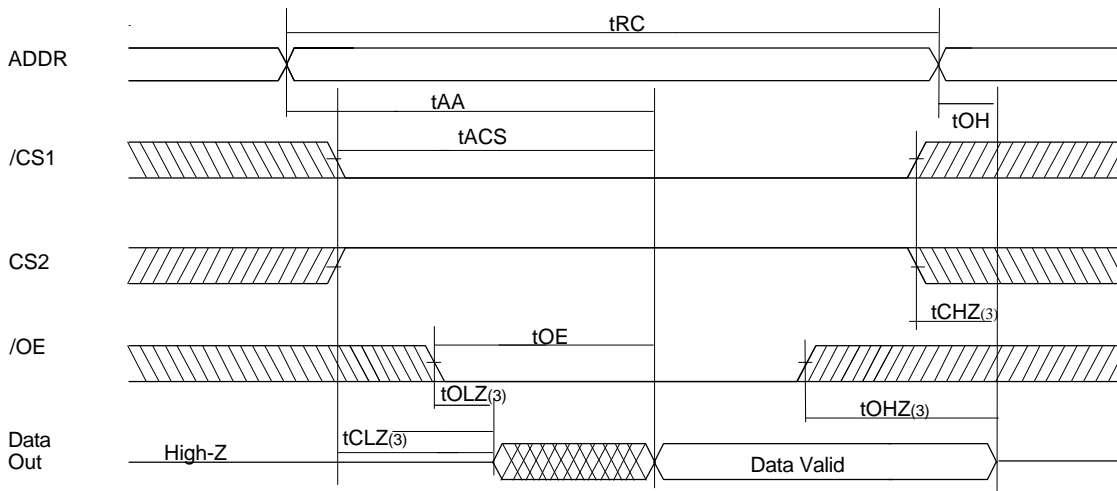 tRC
ADDR
tAA
tOH
tACS
/CS1
CS2
tCHZ(3)
/OE
tOE
tOLZ(3)
tOHZ(3)
Data
Out
tCLZ(3)
High-Z
Data Valid